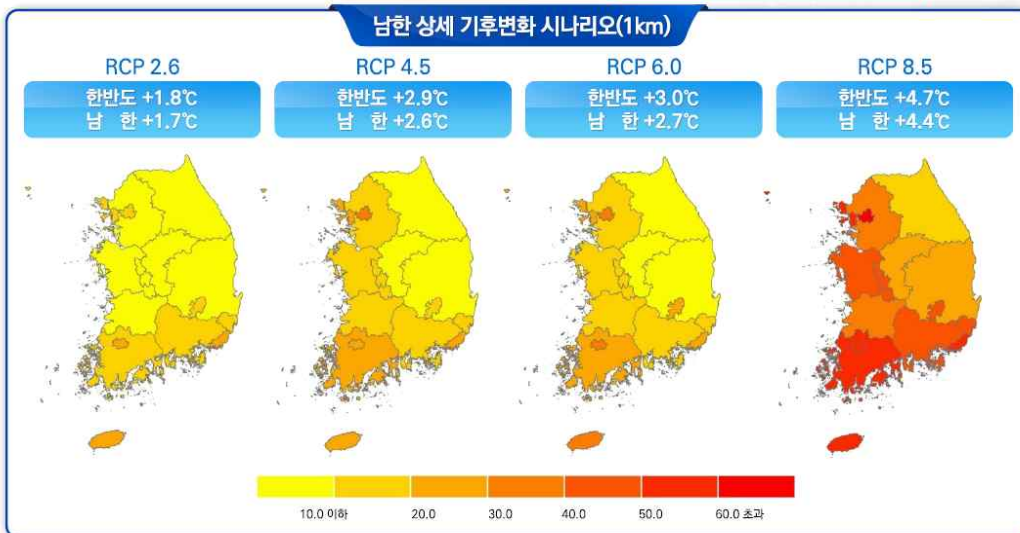 남한 상세 기후변화 시나리오(1km)
RCP 2.6
한반도 +1.8℃
남 한 +1.7℃
RCP 4.5
한반도 +2.9℃
남 한 +2.6℃
RCP 6.0
한반도 +3.0℃
남 한 +2.7℃
RCP 8.5
한반도 +4.7℃
남 한 +4.4℃
10.0 이하 20.0 30.0 40.0 50.0 60.0 초과